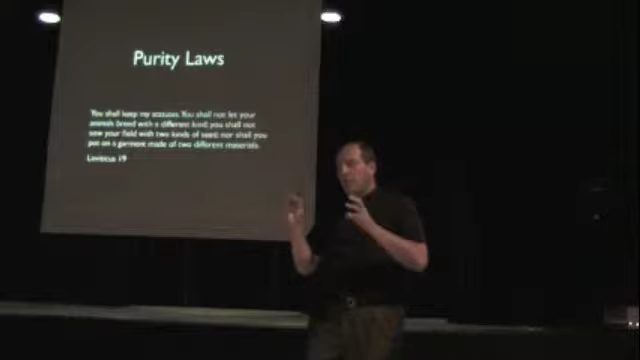 Purity Laws
You shall keep my statutes. You shall not let your
animals breed with a different kind; you shall not
sow your field with two kinds of seed; nor shall you
put on a garment made of two different materials.
Leviticus 19